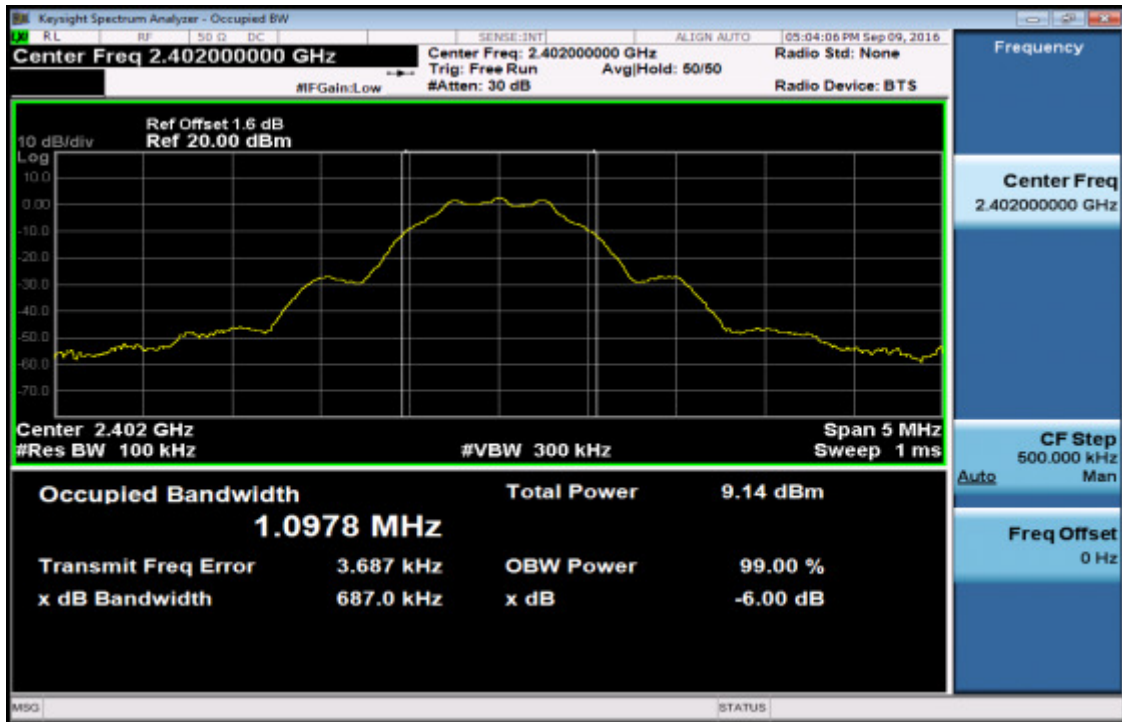 Keysight Spectrum Analyzer - Occupied BW
RL RF 50 Ω DC SENSE:INT ALIGN AUTO 05:04:06 PM Sep 09, 2016
Center Freq 2.402000000 GHz
#IFGain:Low
Center Freq: 2.402000000 GHz
Trig: Free Run Avg|Hold: 50/50
#Atten: 30 dB
Radio Std: None
Radio Device: BTS
Frequency
Ref Offset 1.6 dB
10 dB/div Ref 20.00 dBm
Log
10.0
0.00
-10.0
-20.0
-30.0
-40.0
-50.0
-60.0
-70.0
Center 2.402 GHz Span 5 MHz
#Res BW 100 kHz #VBW 300 kHz Sweep 1 ms
Occupied Bandwidth Total Power 9.14 dBm
1.0978 MHz
Transmit Freq Error 3.687 kHz OBW Power 99.00 %
x dB Bandwidth 687.0 kHz x dB -6.00 dB
Center Freq
2.402000000 GHz
CF Step
500.000 kHz
Auto Man
Freq Offset
0 Hz
MSG STATUS